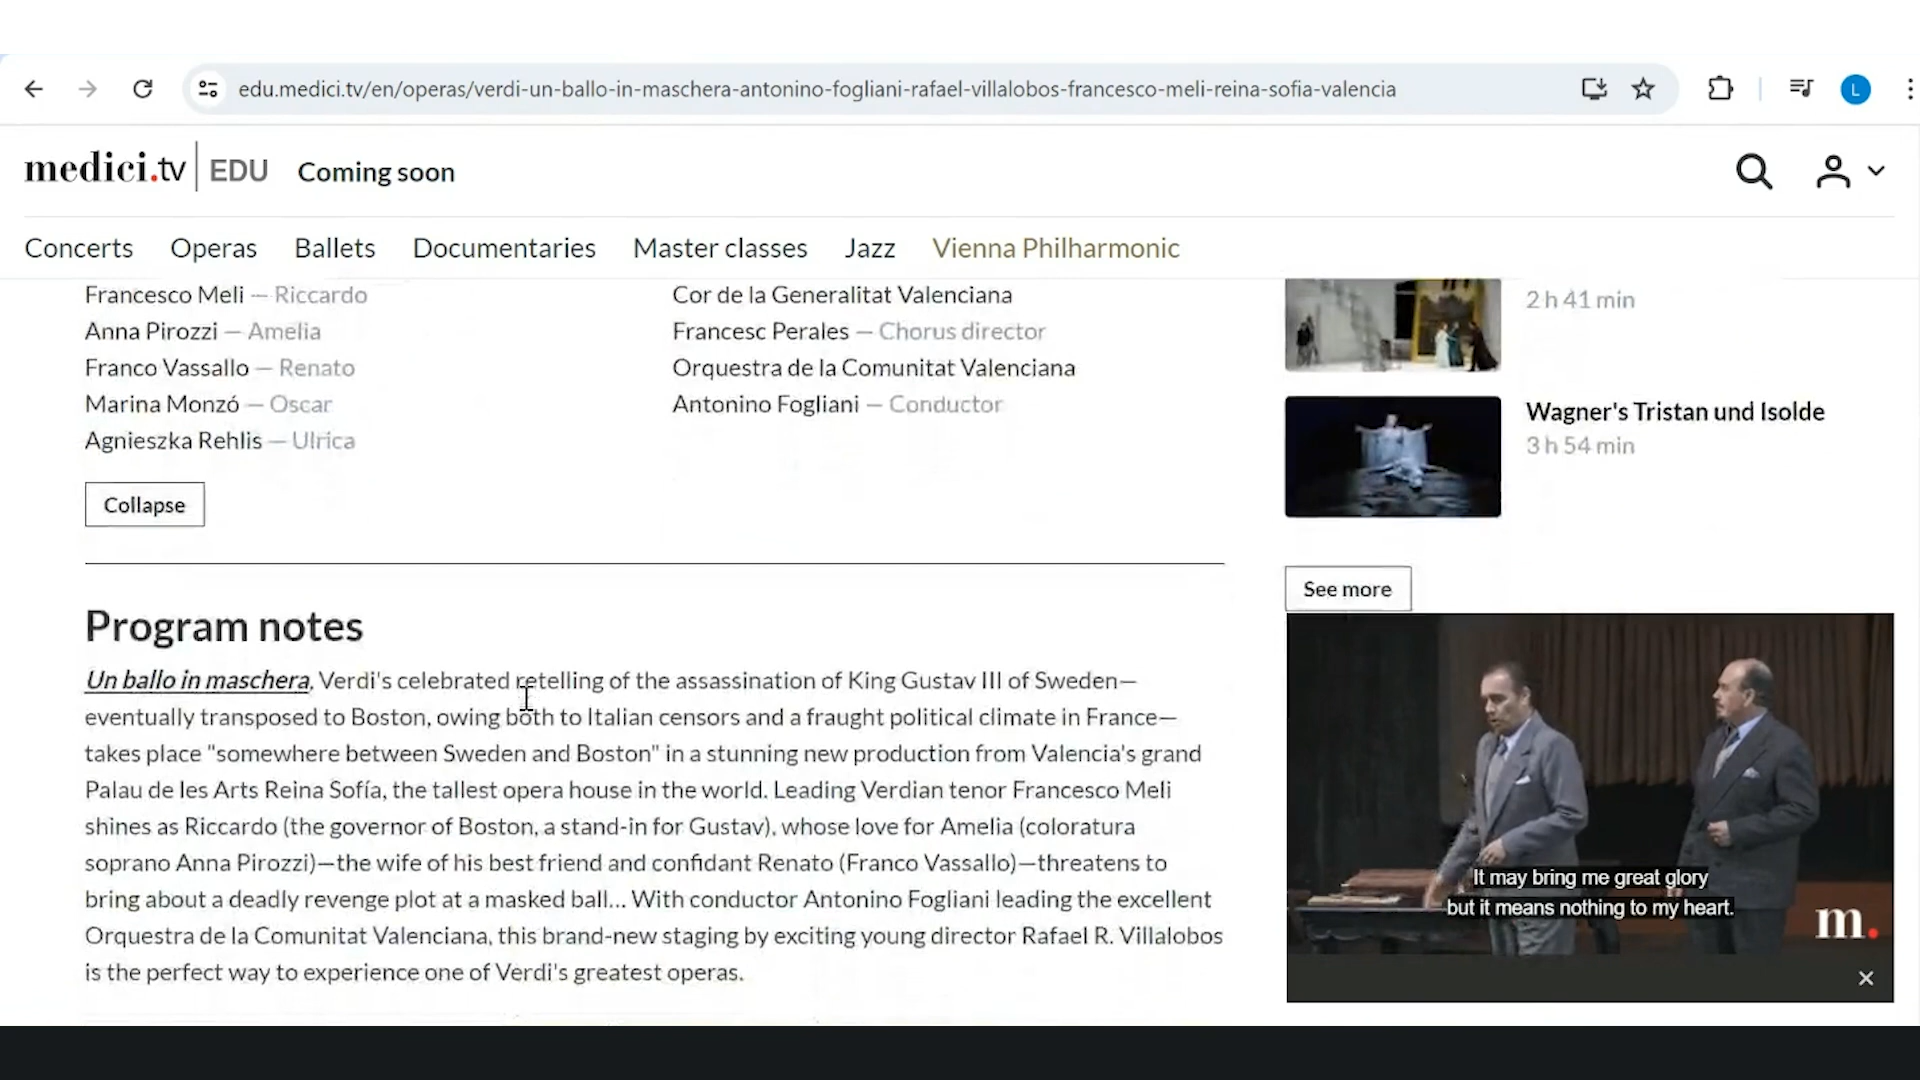 edu.medici.tv/en/operas/verdi-un-ballo-in-maschera-antonino-fogliani-rafael-villalobos-francesco-meli-reina-sofia-valencia
L
medici.tv EDU Coming soon
Concerts Operas Ballets Documentaries Master classes Jazz Vienna Philharmonic
Francesco Meli — Riccardo
Anna Pirozzi — Amelia
Franco Vassallo — Renato
Marina Monzó — Oscar
Agnieszka Rehlis — Ulrica
Cor de la Generalitat Valenciana
Francesc Perales — Chorus director
Orquestra de la Comunitat Valenciana
Antonino Fogliani — Conductor
Collapse
Program notes
Un ballo in maschera, Verdi's celebrated retelling of the assassination of King Gustav III of Sweden—
eventually transposed to Boston, owing both to Italian censors and a fraught political climate in France—
takes place "somewhere between Sweden and Boston" in a stunning new production from Valencia's grand
Palau de les Arts Reina Sofía, the tallest opera house in the world. Leading Verdian tenor Francesco Meli
shines as Riccardo (the governor of Boston, a stand-in for Gustav), whose love for Amelia (coloratura
soprano Anna Pirozzi)—the wife of his best friend and confidant Renato (Franco Vassallo)—threatens to
bring about a deadly revenge plot at a masked ball... With conductor Antonino Fogliani leading the excellent
Orquestra de la Comunitat Valenciana, this brand-new staging by exciting young director Rafael R. Villalobos
is the perfect way to experience one of Verdi's greatest operas.
2 h 41 min
Wagner's Tristan und Isolde
3 h 54 min
See more
It may bring me great glory
but it means nothing to my heart.
m.